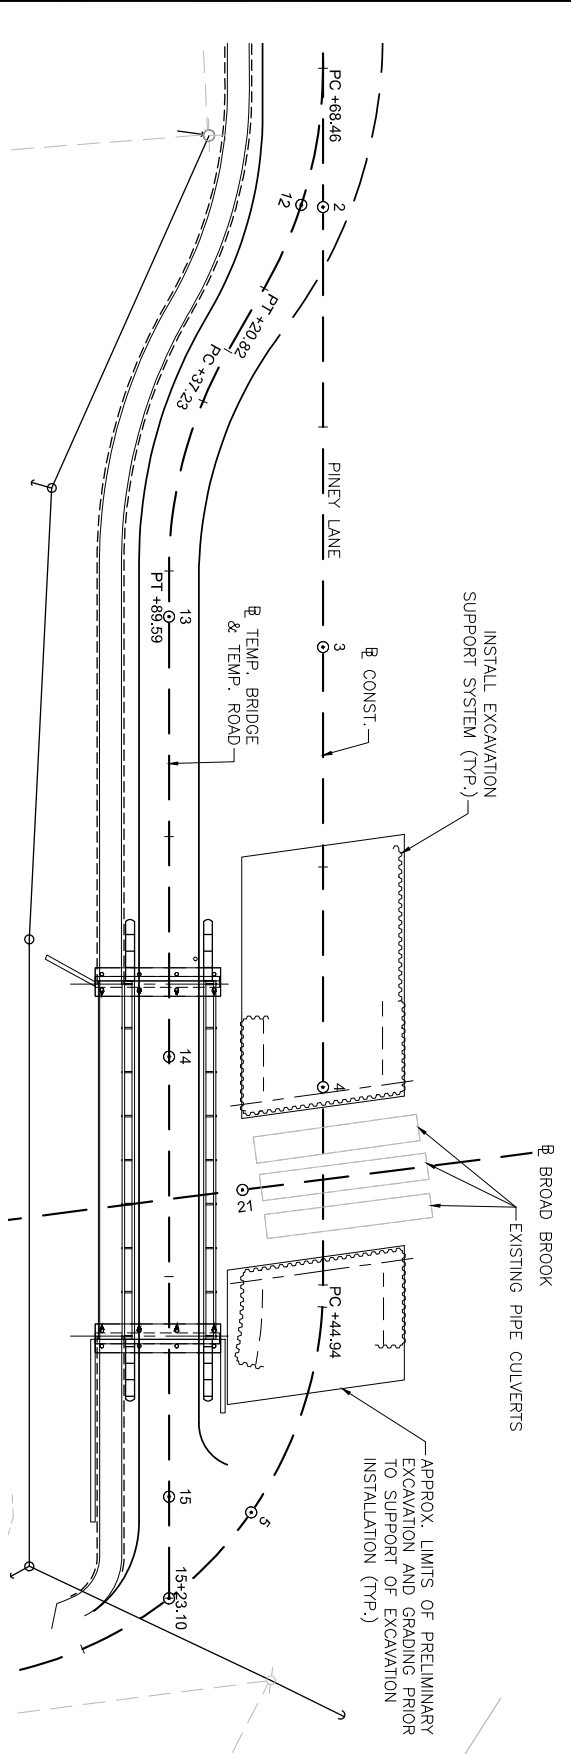 PC +68.46
2
12
PT +20.82
PC +37.23
PINEY LANE
PT +89.59
13
℄ TEMP. BRIDGE
& TEMP. ROAD
3
℄ CONST.
INSTALL EXCAVATION
SUPPORT SYSTEM (TYP.)
14
4
21
℄ BROAD BROOK
EXISTING PIPE CULVERTS
PC +44.94
APPROX. LIMITS OF PRELIMINARY
EXCAVATION AND GRADING PRIOR
TO SUPPORT OF EXCAVATION
INSTALLATION (TYP.)
15
5
15+23.10